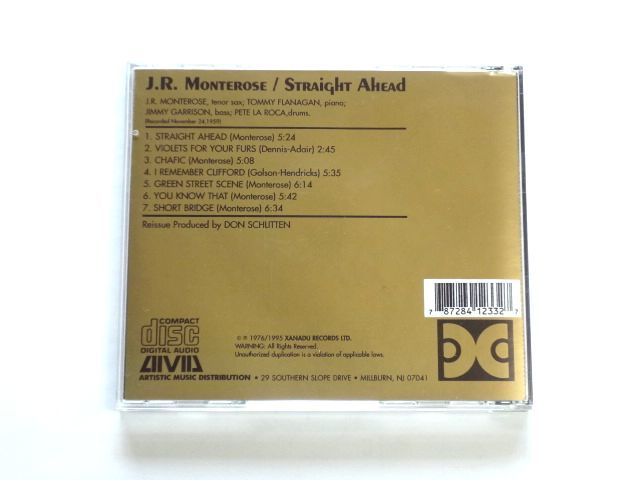 J.R. Monterose / Straight Ahead
J.R. MONTEROSE, tenor sax; TOMMY FLANAGAN, piano;
JIMMY GARRISON, bass; PETE LA ROCA,drums.
(Recorded November 24,1959)
1. STRAIGHT AHEAD (Monterose) 5:24
2. VIOLETS FOR YOUR FURS (Dennis-Adair) 2:45
3. CHAFIC (Monterose) 5:08
4. I REMEMBER CLIFFORD (Golson-Hendricks) 5:35
5. GREEN STREET SCENE (Monterose) 6:14
6. YOU KNOW THAT (Monterose) 5:42
7. SHORT BRIDGE (Monterose) 6:34
Reissue Produced by DON SCHLITTEN
7 87284 12332 7
COMPACT
disc
DIGITAL AUDIO
© ℗ 1976/1995 XANADU RECORDS LTD.
WARNING: All Rights Reserved.
Unauthorized duplication is a violation of applicable laws.
AMD
ARTISTIC MUSIC DISTRIBUTION • 29 SOUTHERN SLOPE DRIVE • MILLBURN, NJ 07041